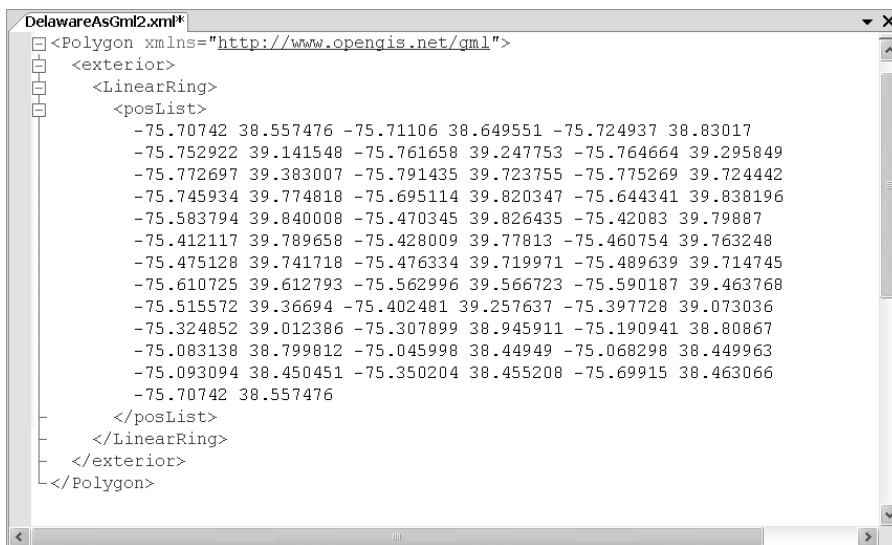 DelawareAsGml2.xml*
<Polygon xmlns="http://www.opengis.net/gml">
<exterior>
<LinearRing>
<posList>
-75.70742 38.557476 -75.71106 38.649551 -75.724937 38.83017
-75.752922 39.141548 -75.761658 39.247753 -75.764664 39.295849
-75.772697 39.383007 -75.791435 39.723755 -75.775269 39.724442
-75.745934 39.774818 -75.695114 39.820347 -75.644341 39.838196
-75.583794 39.840008 -75.470345 39.826435 -75.42083 39.79887
-75.412117 39.789658 -75.428009 39.77813 -75.460754 39.763248
-75.475128 39.741718 -75.476334 39.719971 -75.489639 39.714745
-75.610725 39.612793 -75.562996 39.566723 -75.590187 39.463768
-75.515572 39.36694 -75.402481 39.257637 -75.397728 39.073036
-75.324852 39.012386 -75.307899 38.945911 -75.190941 38.80867
-75.083138 38.799812 -75.045998 38.44949 -75.068298 38.449963
-75.093094 38.450451 -75.350204 38.455208 -75.69915 38.463066
-75.70742 38.557476
</posList>
</LinearRing>
</exterior>
</Polygon>